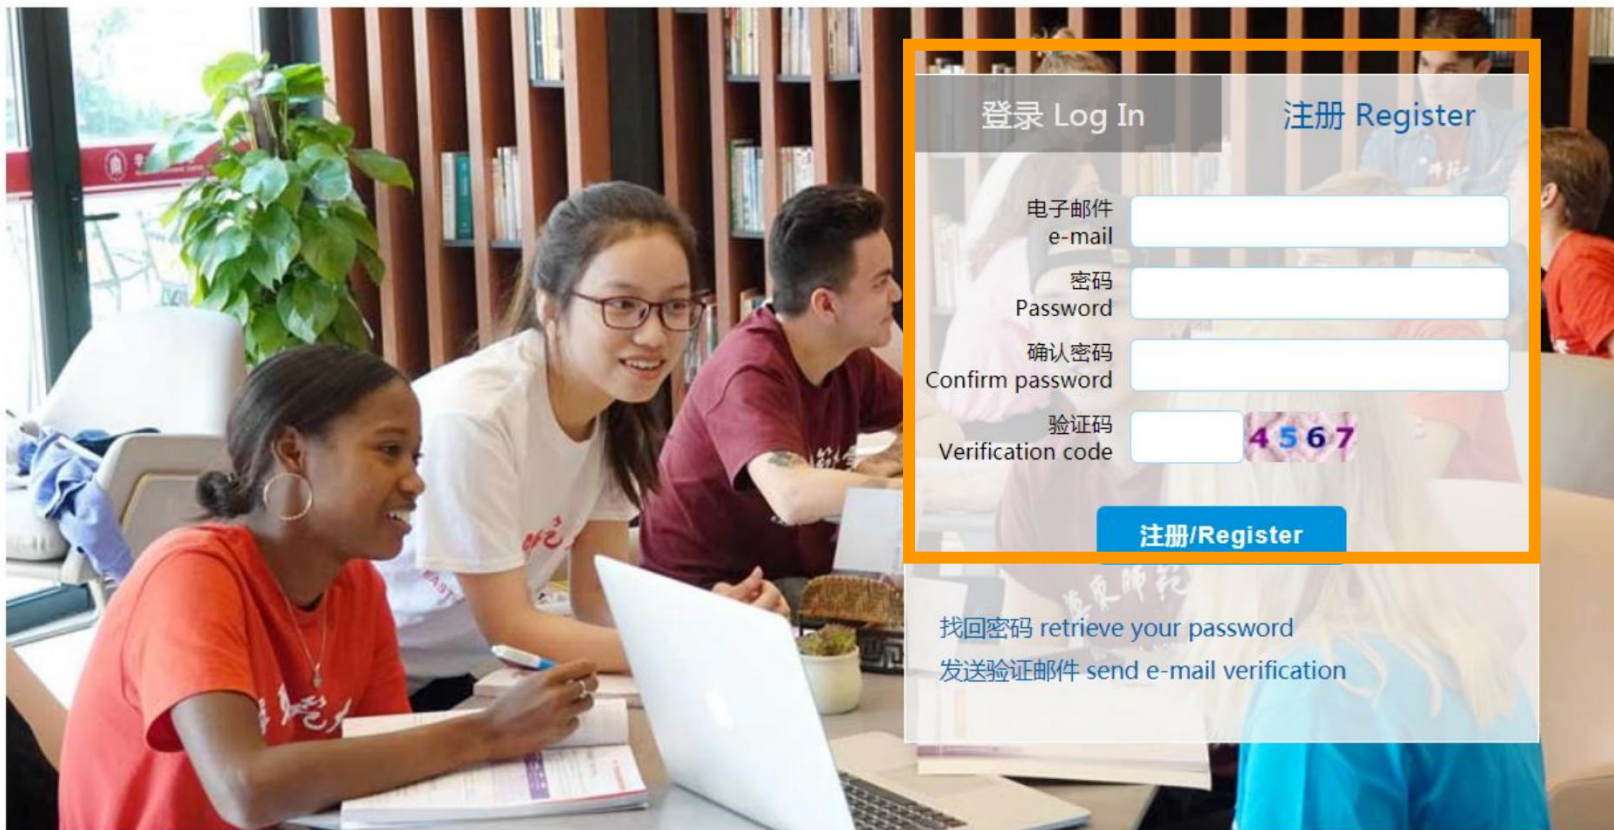 登录 Log In
注册 Register
电子邮件
e-mail
密码
Password
确认密码
Confirm password
验证码
Verification code
4567
注册/Register
找回密码 retrieve your password
发送验证邮件 send e-mail verification